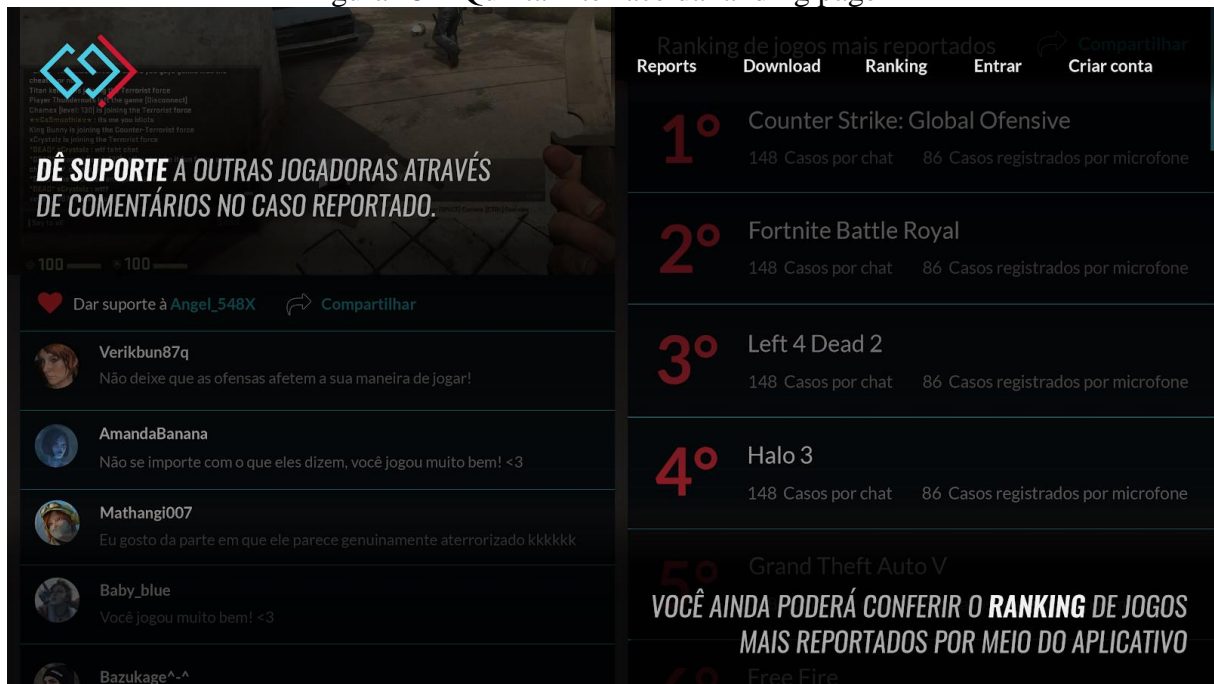 Reports Download Ranking Entrar Criar conta
DÊ SUPORTE A OUTRAS JOGADORAS ATRAVÉS
DE COMENTÁRIOS NO CASO REPORTADO.
100 100
Dar suporte à Angel_548X Compartilhar
Verikbun87q
Não deixe que as ofensas afetem a sua maneira de jogar!
AmandaBanana
Não se importe com o que eles dizem, você jogou muito bem! <3
Mathangi007
Eu gosto da parte em que ele parece genuinamente aterrorizado kkkkkk
Baby_blue
Você jogou muito bem! <3
Bazukage^-^
Ranking de jogos mais reportados Compartilhar
1º Counter Strike: Global Ofensive
148 Casos por chat 86 Casos registrados por microfone
2º Fortnite Battle Royal
148 Casos por chat 86 Casos registrados por microfone
3º Left 4 Dead 2
148 Casos por chat 86 Casos registrados por microfone
4º Halo 3
148 Casos por chat 86 Casos registrados por microfone
5º Grand Theft Auto V
VOCÊ AINDA PODERÁ CONFERIR O RANKING DE JOGOS
MAIS REPORTADOS POR MEIO DO APLICATIVO
Free Fire